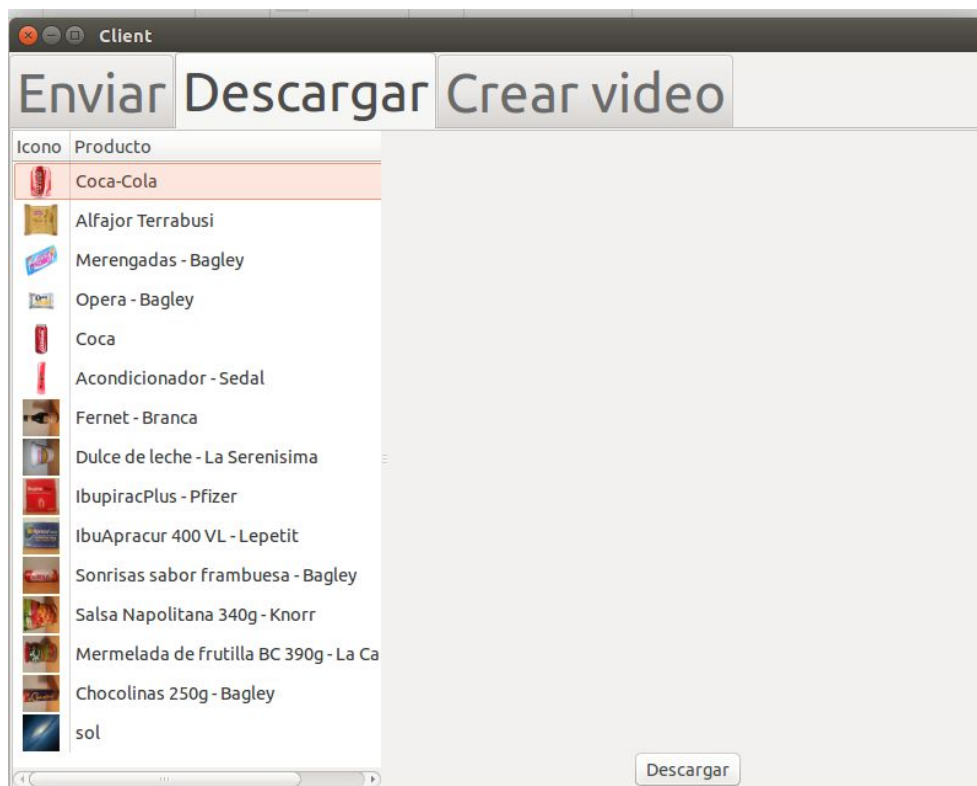 Client
Enviar Descargar Crear video
Icono Producto
Coca-Cola
Alfajor Terrabusi
Merengadas - Bagley
Opera - Bagley
Coca
Acondicionador - Sedal
Fernet - Branca
Dulce de leche - La Serenisima
IbupiracPlus - Pfizer
IbuApracur 400 VL - Lepetit
Sonrisas sabor frambuesa - Bagley
Salsa Napolitana 340g - Knorr
Mermelada de frutilla BC 390g - La Ca
Chocolinas 250g - Bagley
sol
Descargar